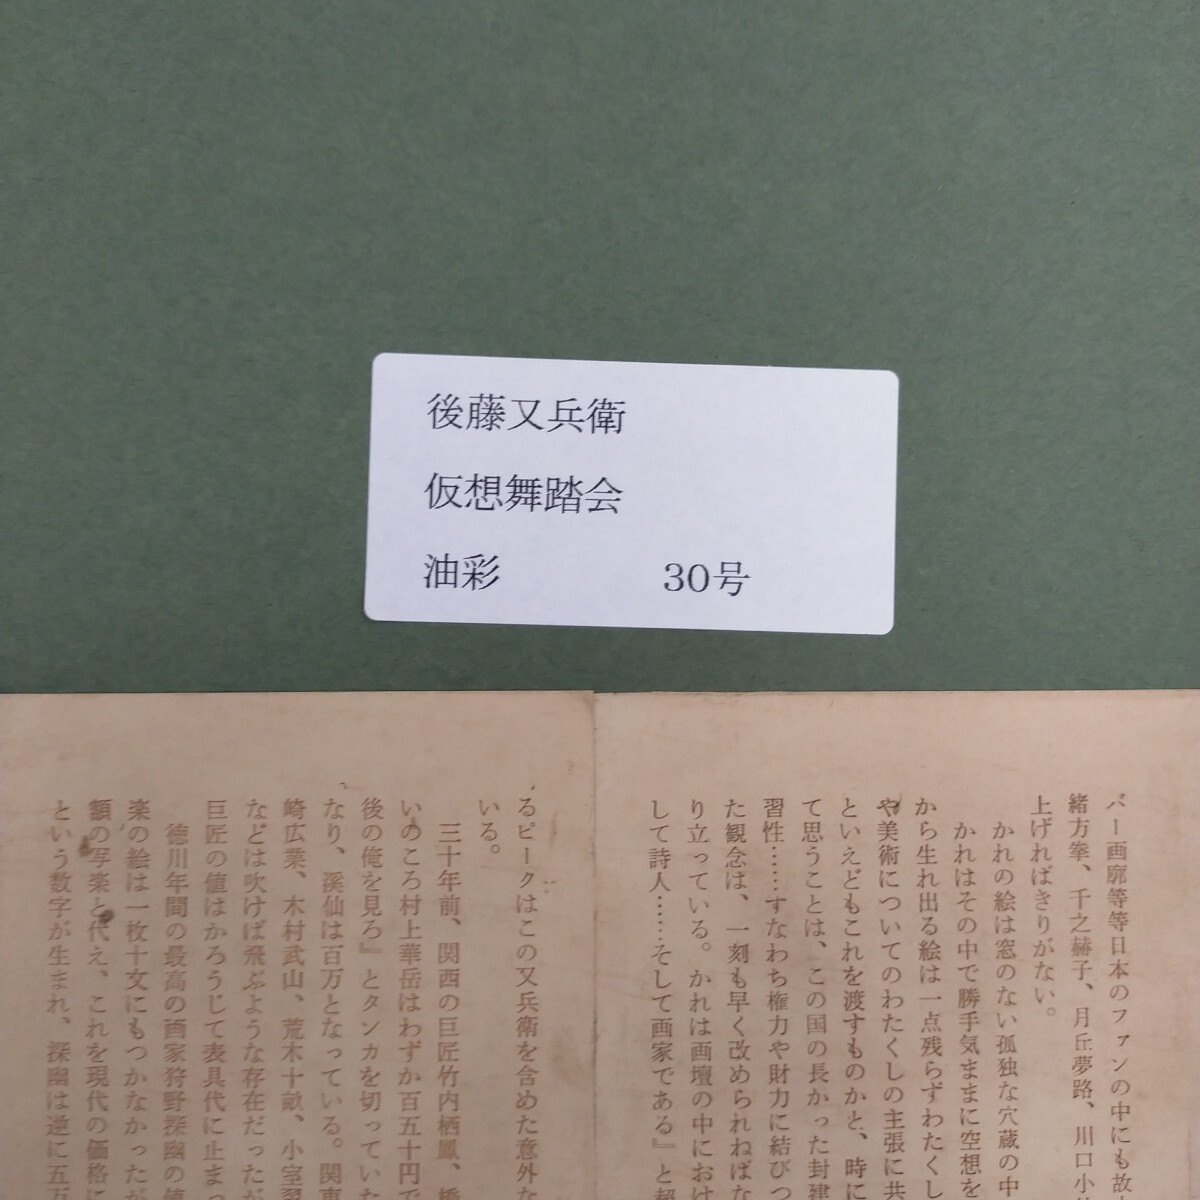 後藤又兵衛
仮想舞踏会
油彩 30号
バー画廓等等日本のファンの中にも故
緒方拳、千之赫子、月丘夢路、川口小
上げればきりがない。
かれの絵は窓のない孤独な穴蔵の中
かれはその中で勝手気ままに空想を
から生れ出る絵は一点残らずわたくし
や美術についてのわたくしの主張に共
といえどもこれを渡すものかと、時に
て思うことは、この国の長かった封建
習性……すなわち権力や財力に結びつ
た観念は、一刻も早く改められねばな
り立っている。かれは画壇の中におけ
して詩人……そして画家である』と
るピークはこの又兵衛を含めた意外な
いる。
三十年前、関西の巨匠竹内栖鳳、橋
いのころ村上華岳はわずか百五十円で
後の俺を見ろ』とタンカを切っていた
なり、溪仙は百万となっている。関東
崎広業、木村武山、荒木十畝、小室翠
などは吹けば飛ぶような存在だったが
巨匠の値はかろうじて表具代に止まっ
徳川年間の最高の画家狩野探幽の値
楽の絵は一枚十文にもつかなかったが
額の写楽と代え、これを現代の価格に
という数字が生まれ、探幽は逆に五万